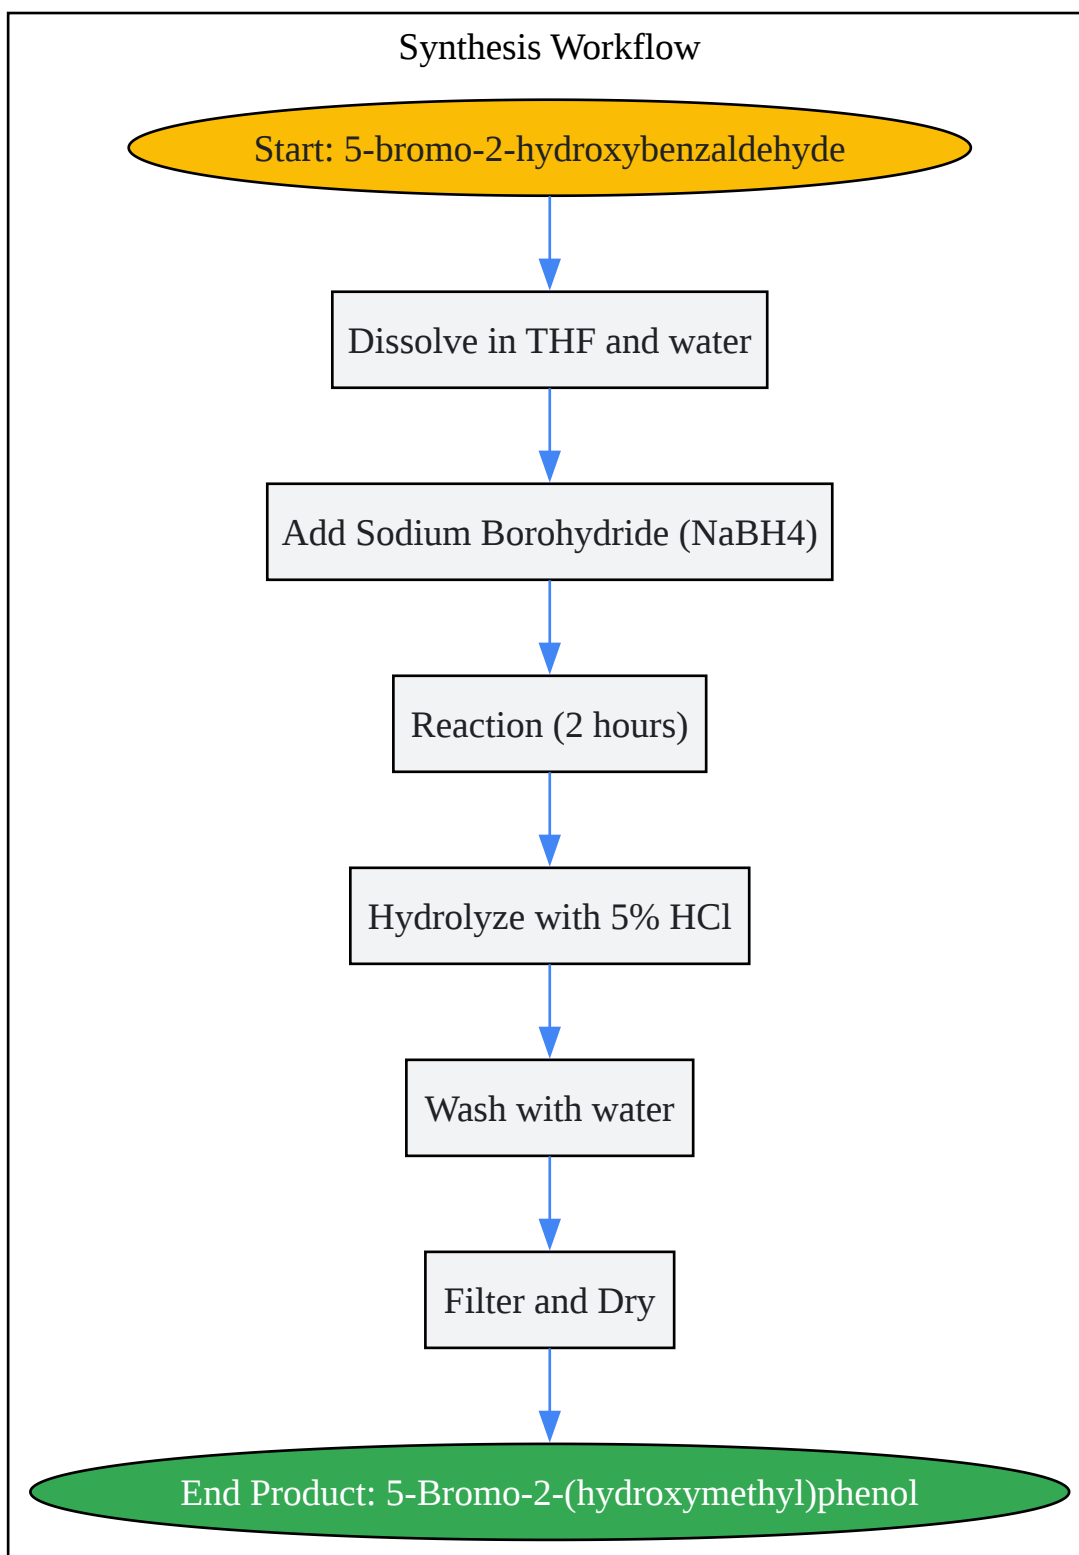 Synthesis Workflow
Start: 5-bromo-2-hydroxybenzaldehyde
Dissolve in THF and water
Add Sodium Borohydride (NaBH4)
Reaction (2 hours)
Hydrolyze with 5% HCl
Wash with water
Filter and Dry
End Product: 5-Bromo-2-(hydroxymethyl)phenol